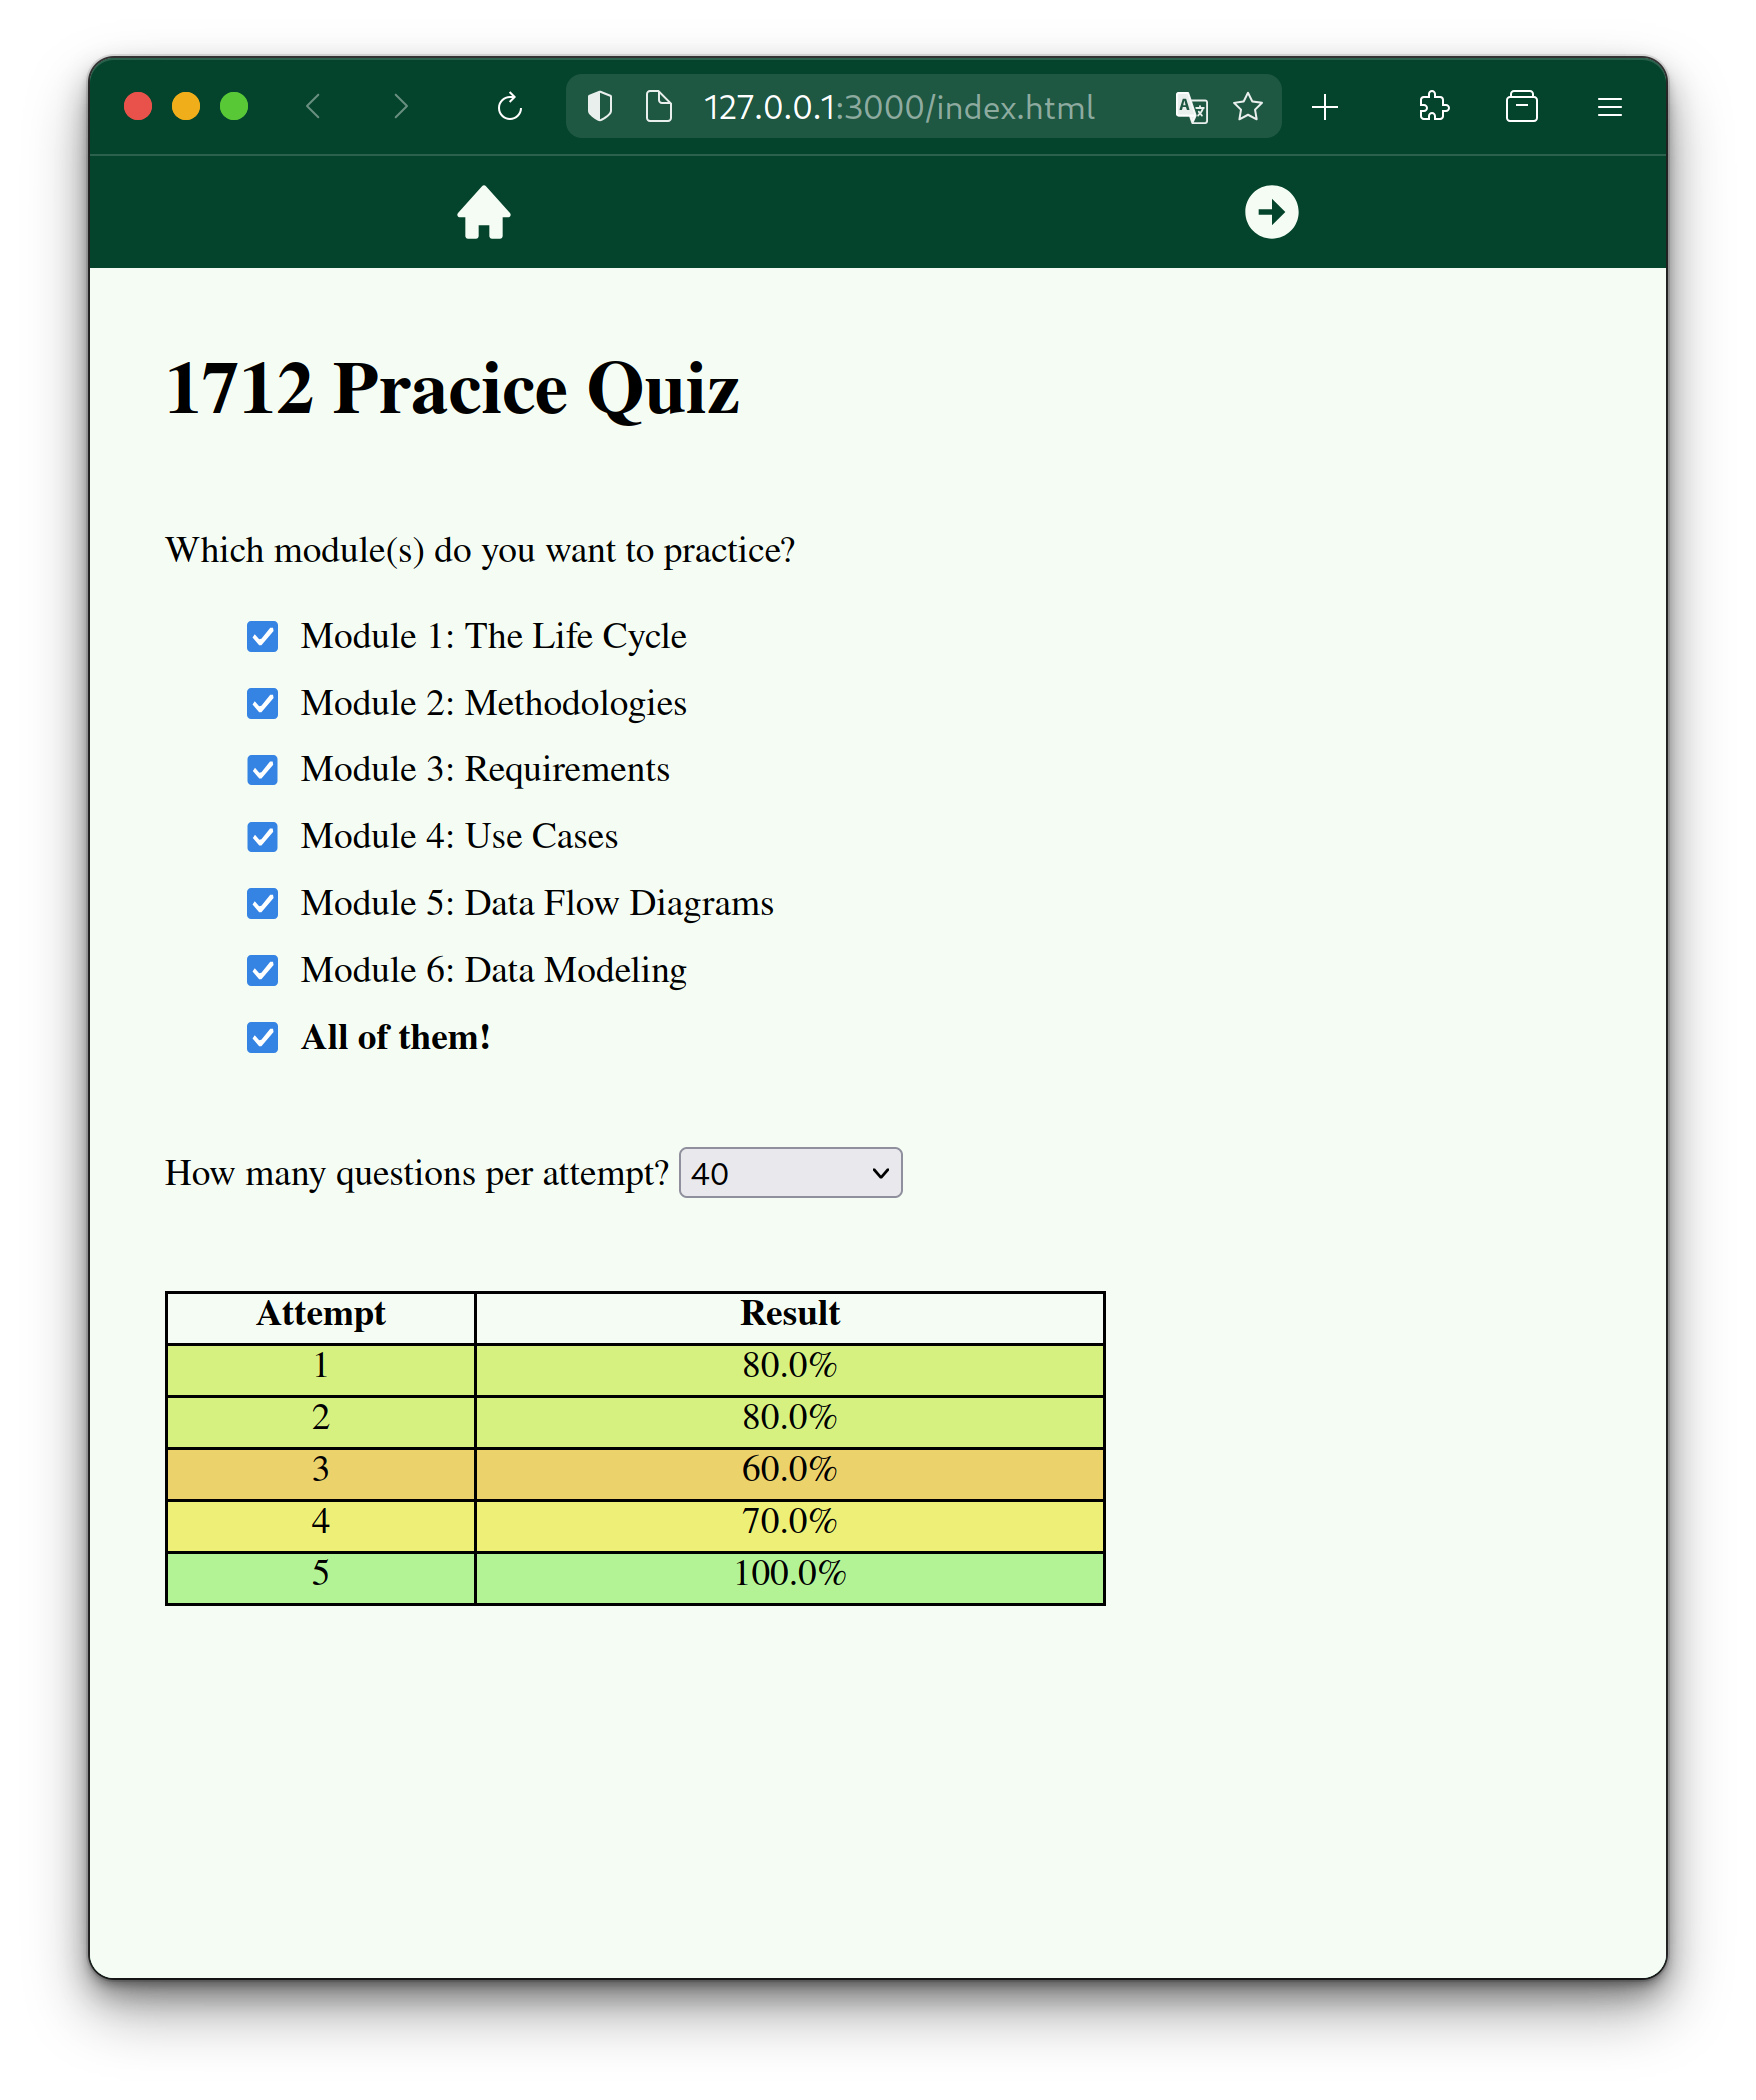 127.0.0.1:3000/index.html
1712 Pracice Quiz
Which module(s) do you want to practice?
Module 1: The Life Cycle
Module 2: Methodologies
Module 3: Requirements
Module 4: Use Cases
Module 5: Data Flow Diagrams
Module 6: Data Modeling
All of them!
How many questions per attempt? 40
Attempt Result
1 80.0%
2 80.0%
3 60.0%
4 70.0%
5 100.0%